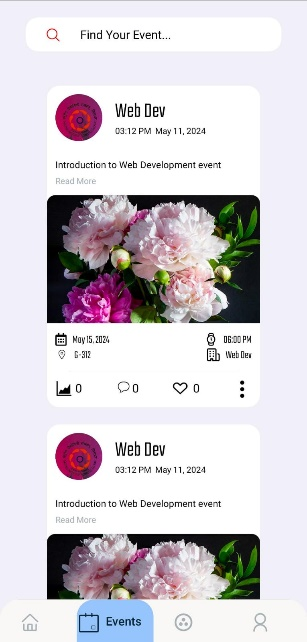 Find Your Event...
Web Dev
03:12 PM May 11, 2024
Introduction to Web Development event
Read More
May 15, 2024
06:00 PM
G-312
Web Dev
0
0
0
Web Dev
03:12 PM May 11, 2024
Introduction to Web Development event
Read More
Events